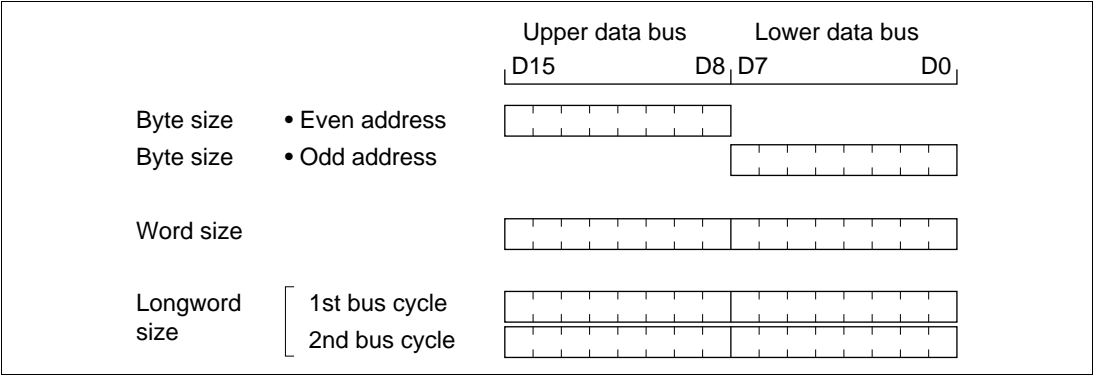 Upper data bus Lower data bus
D15 D8 D7 D0
Byte size • Even address
Byte size • Odd address
Word size
Longword size 1st bus cycle
2nd bus cycle